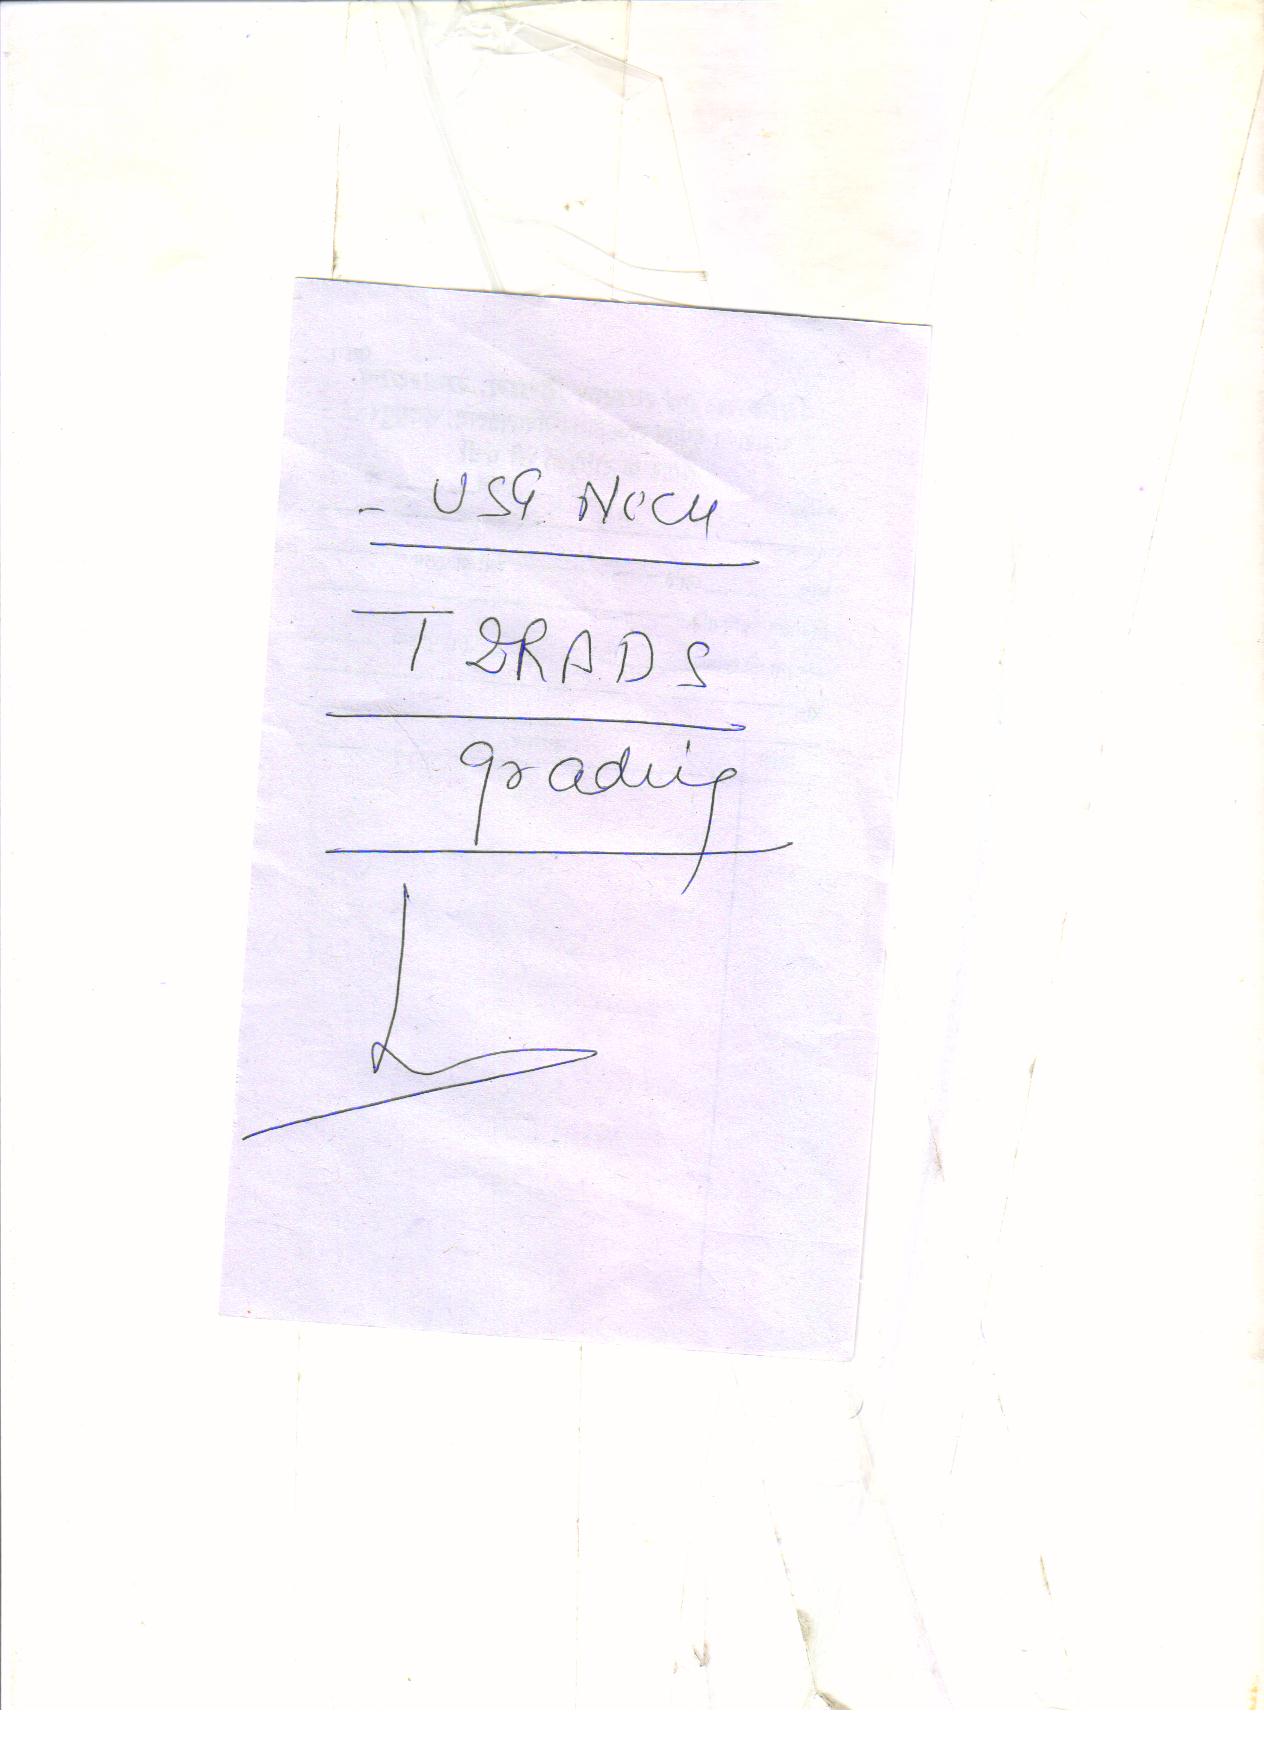 - USG Neck
TIRADS
grading